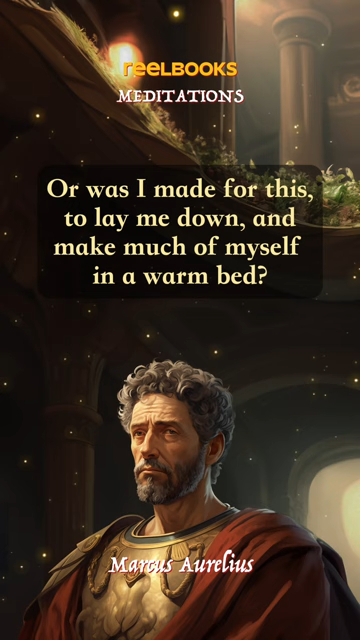 reelBOOKS
MEDITATIONS
Or was I made for this,
to lay me down, and
make much of myself
in a warm bed?
Marcus Aurelius